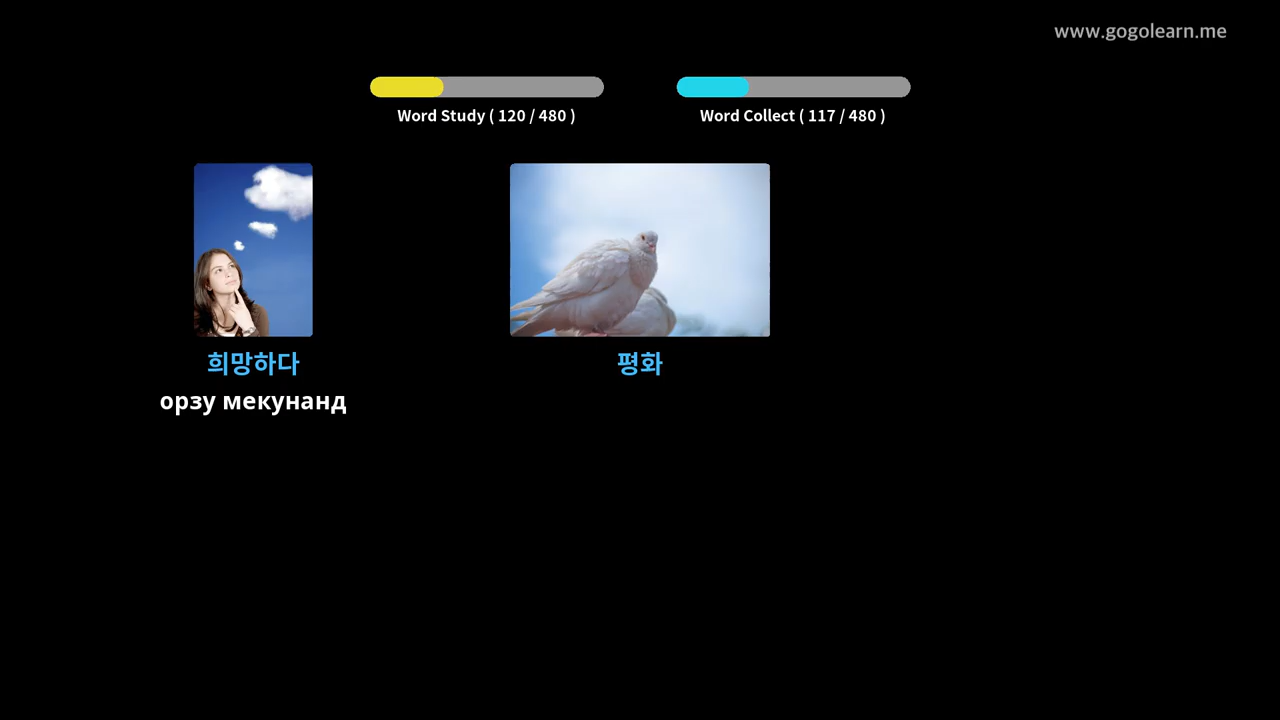 www.gogolearn.me
Word Study ( 120 / 480 )
Word Collect ( 117 / 480 )
희망하다
орзу мекунанд
평화